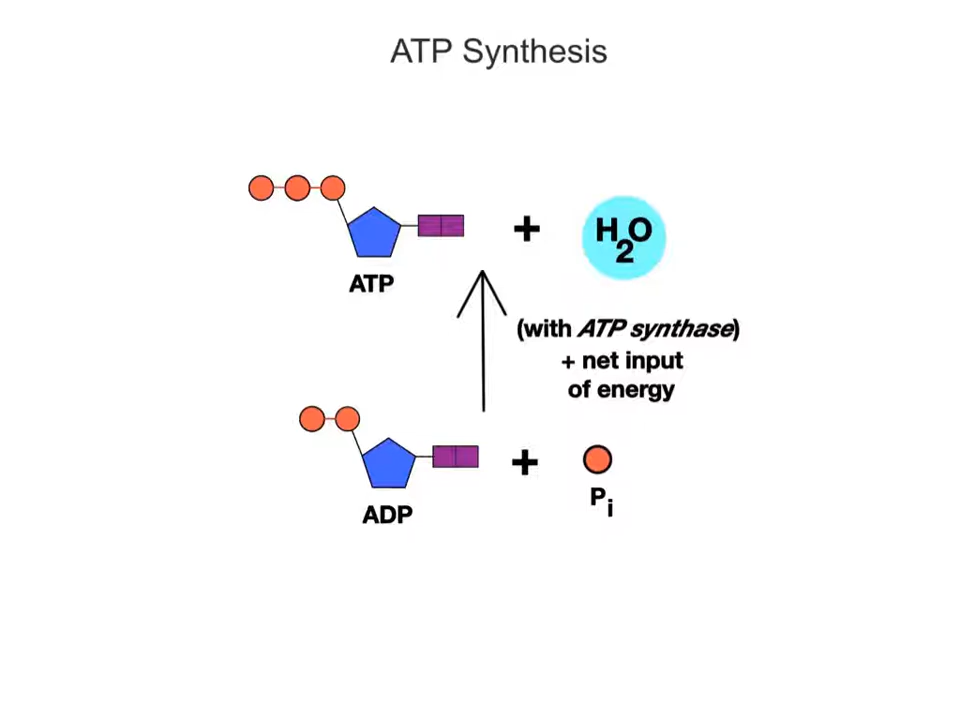 ATP Synthesis
+ H2O
ATP
(with ATP synthase)
+ net input
of energy
+
Pi
ADP